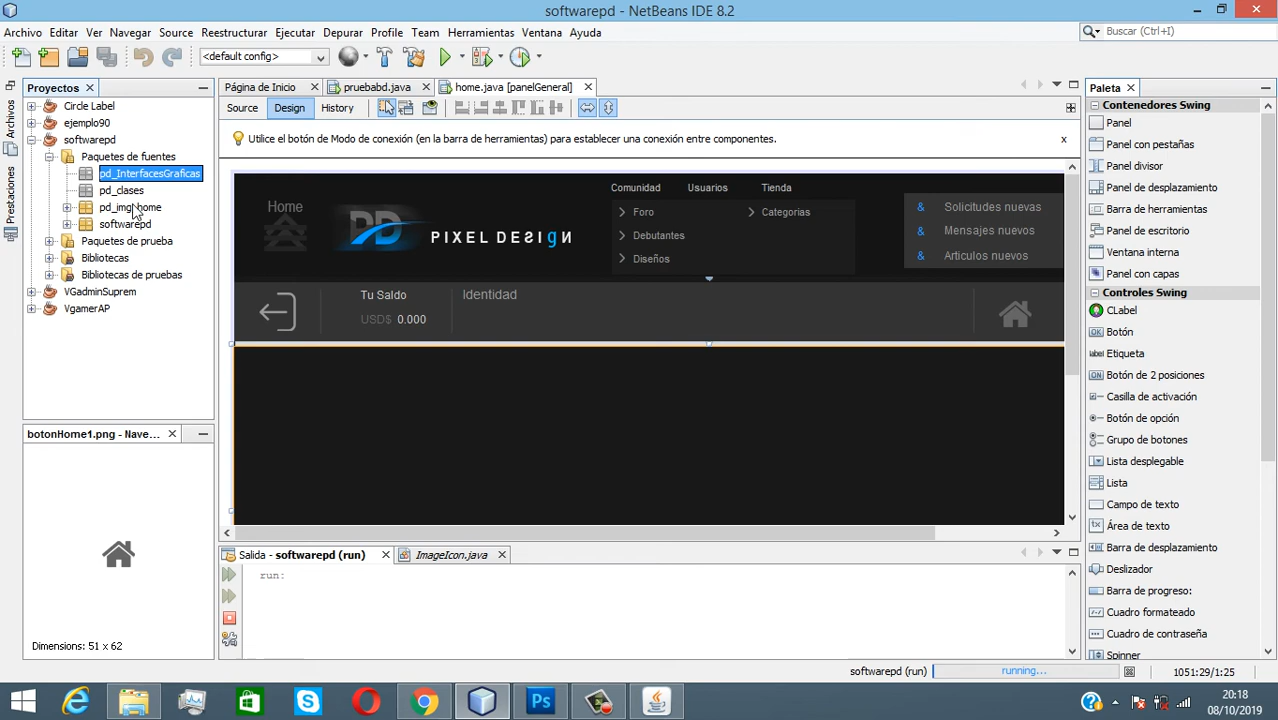 softwarepd - NetBeans IDE 8.2
Archivo Editar Ver Navegar Source Reestructurar Ejecutar Depurar Profile Team Herramientas Ventana Ayuda
Buscar (Ctrl+I)
<default config>
Proyectos
Circle Label
ejemplo90
softwarepd
Paquetes de fuentes
pd_InterfacesGraficas
pd_clases
softwarepd
Paquetes de prueba
Bibliotecas
Bibliotecas de pruebas
VGadminSuprem
VgamerAP
Archivos
Prestaciones
botonHome1.png - Nave...
Dimensions: 51 x 62
Página de Inicio
pruebabd.java
home.java [panelGeneral]
Source Design History
Utilice el botón de Modo de conexión (en la barra de herramientas) para establecer una conexión entre componentes.
x
Home
PD PIXEL DESIgN
Comunidad Usuarios Tienda
Foro Categorias
Debutantes
Diseños
& Solicitudes nuevas
& Mensajes nuevos
& Articulos nuevos
Tu Saldo
USD$ 0.000
Identidad
Salida - softwarepd (run)
ImageIcon.java
run:
Paleta
Contenedores Swing
Panel
Panel con pestañas
Panel divisor
Panel de desplazamiento
Barra de herramientas
Panel de escritorio
Ventana interna
Panel con capas
Controles Swing
CLabel
OK Botón
label Etiqueta
OK Botón de 2 posiciones
Casilla de activación
Botón de opción
Grupo de botones
Lista desplegable
Lista
Campo de texto
tx Área de texto
Barra de desplazamiento
Deslizador
Barra de progreso:
Cuadro formateado
Cuadro de contraseña
Spinner
softwarepd (run)
running...
1051:29/1:25
Ps
20:18
08/10/2019